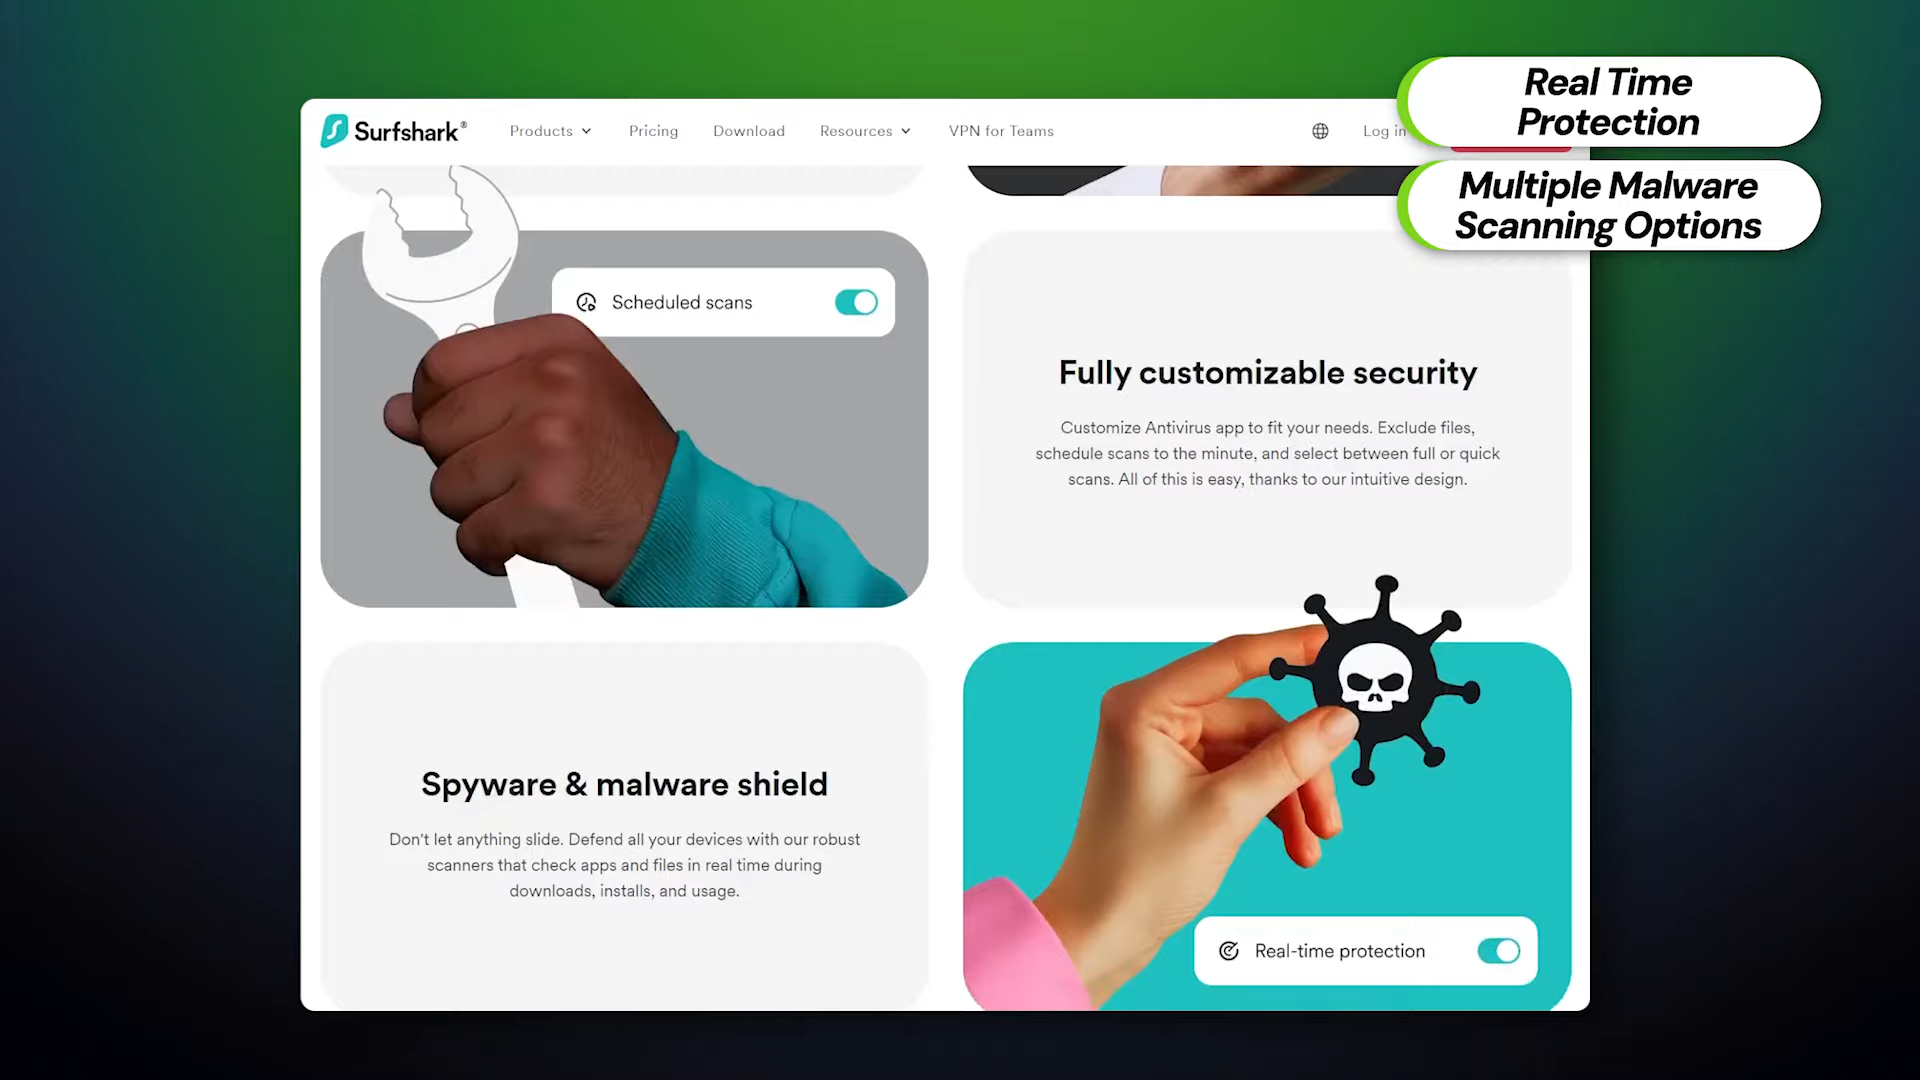 Real Time
Protection
Multiple Malware
Scanning Options
Surfshark®
Products
Pricing
Download
Resources
VPN for Teams
Log in
Scheduled scans
Fully customizable security
Customize Antivirus app to fit your needs. Exclude files,
schedule scans to the minute, and select between full or quick
scans. All of this is easy, thanks to our intuitive design.
Spyware & malware shield
Don't let anything slide. Defend all your devices with our robust
scanners that check apps and files in real time during
downloads, installs, and usage.
Real-time protection